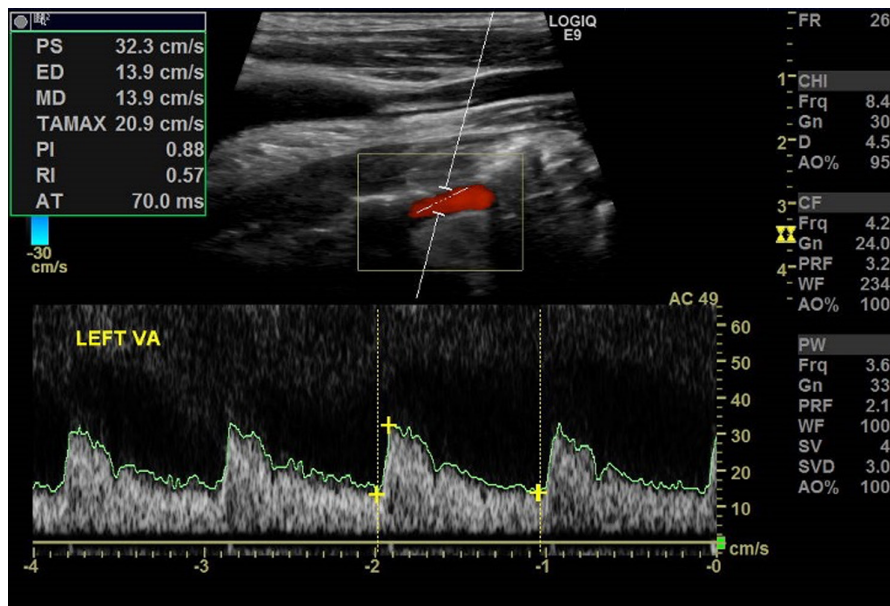 PS 32.3 cm/s
ED 13.9 cm/s
MD 13.9 cm/s
TAMAX 20.9 cm/s
PI 0.88
RI 0.57
AT 70.0 ms
-30
cm/s
LOGIQ
E9
1
2
3
4
FR 26
CHI
Frq 8.4
Gn 30
D 4.5
AO% 95
CF
Frq 4.2
Gn 24.0
PRF 3.2
WF 234
AO% 100
AC 49
LEFT VA
60
50
40
30
20
10
cm/s
-4 -3 -2 -1 -0
PW
Frq 3.6
Gn 33
PRF 2.1
WF 100
SV 4
SVD 3.0
AO% 100